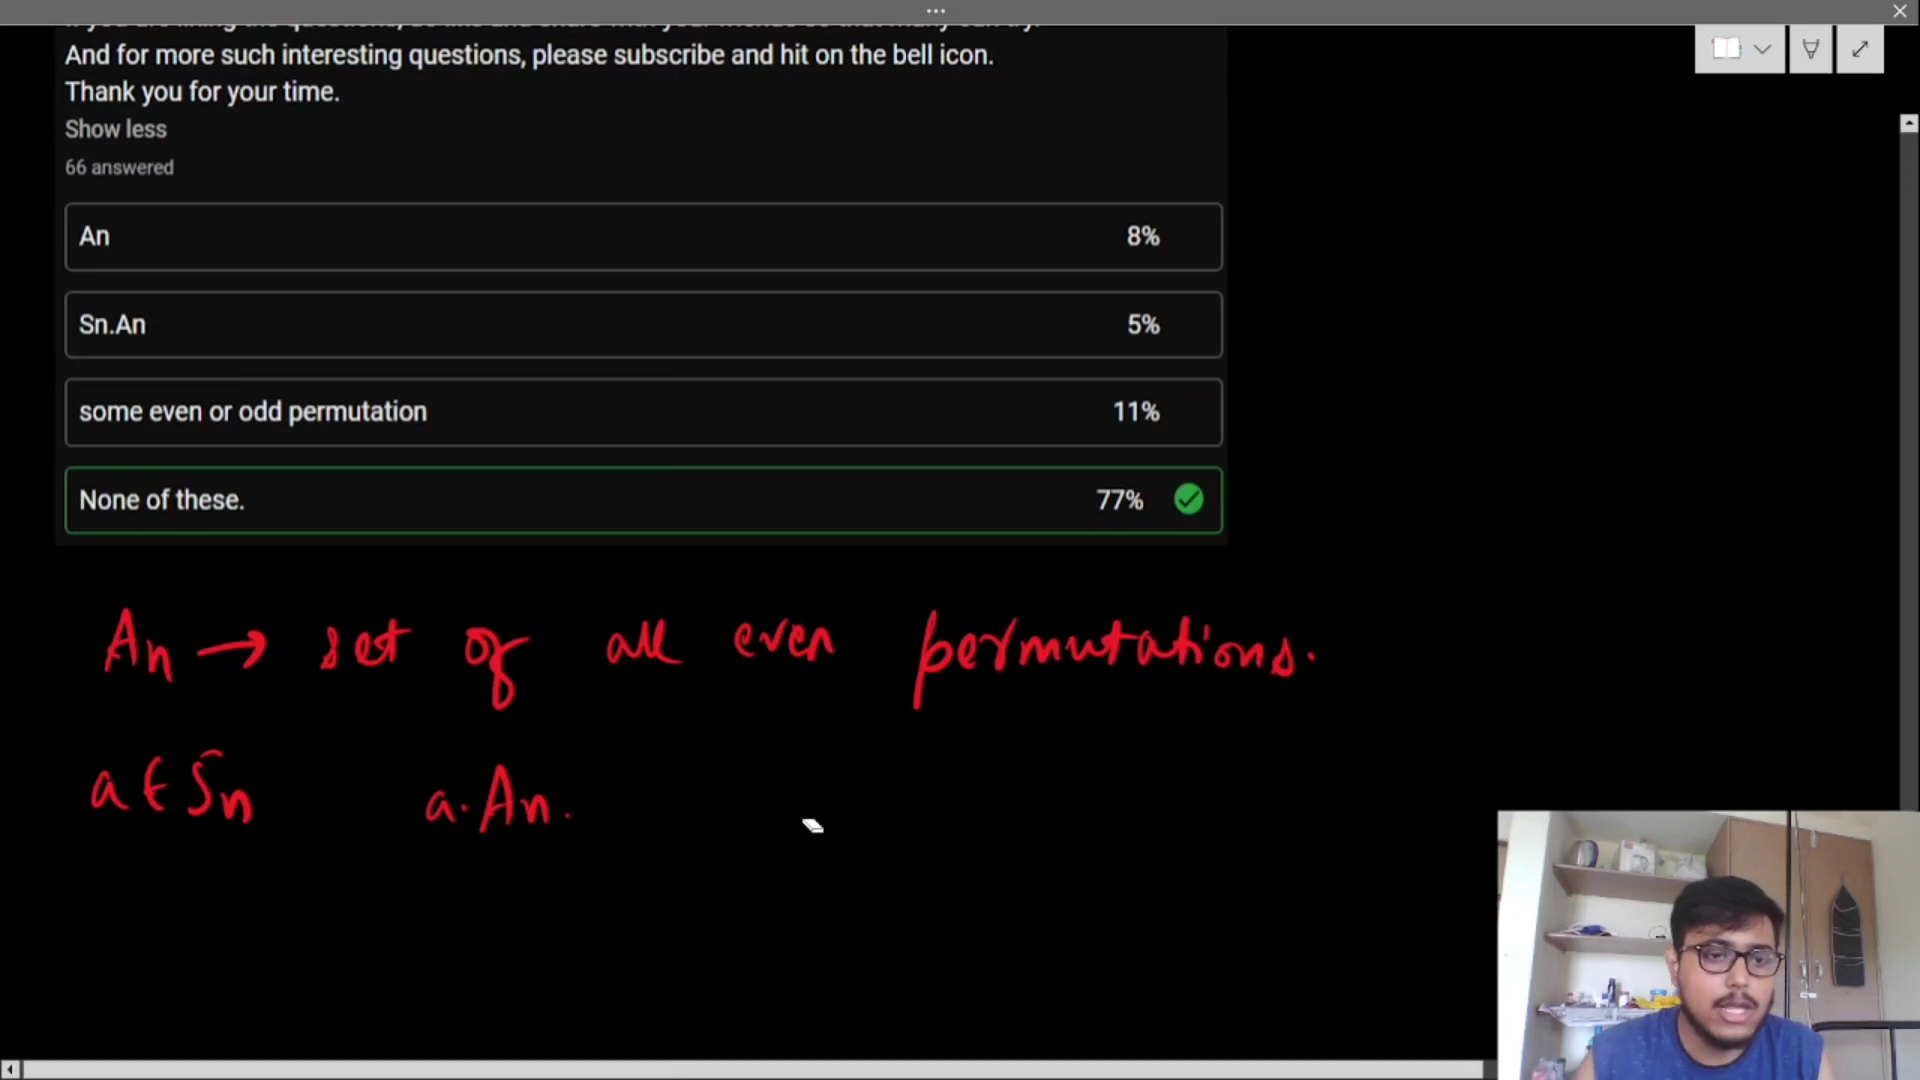 And for more such interesting questions, please subscribe and hit on the bell icon.
Thank you for your time.
Show less
66 answered
An 8%
Sn.An 5%
some even or odd permutation 11%
None of these. 77%
An → set of all even permutations.
a ∈ Sn a.An.